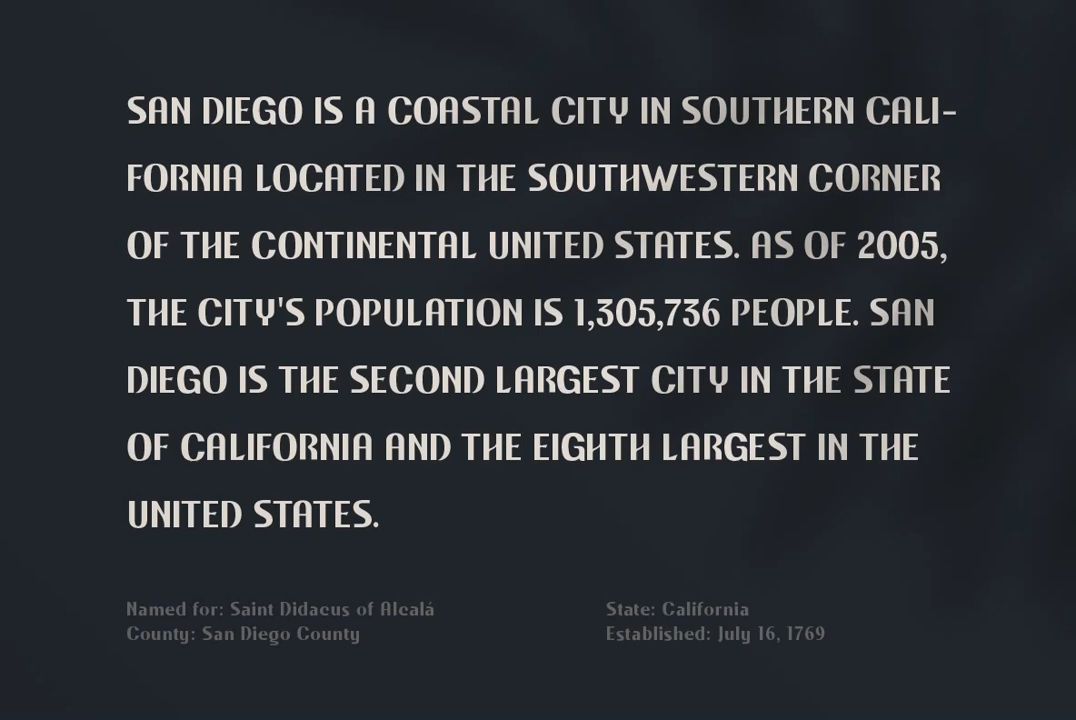 SAN DIEGO IS A COASTAL CITY IN SOUTHERN CALI-
FORNIA LOCATED IN THE SOUTHWESTERN CORNER
OF THE CONTINENTAL UNITED STATES. AS OF 2005,
THE CITY'S POPULATION IS 1,305,736 PEOPLE. SAN
DIEGO IS THE SECOND LARGEST CITY IN THE STATE
OF CALIFORNIA AND THE EIGHTH LARGEST IN THE
UNITED STATES.
Named for: Saint Didacus of Alcalá
County: San Diego County
State: California
Established: July 16, 1769